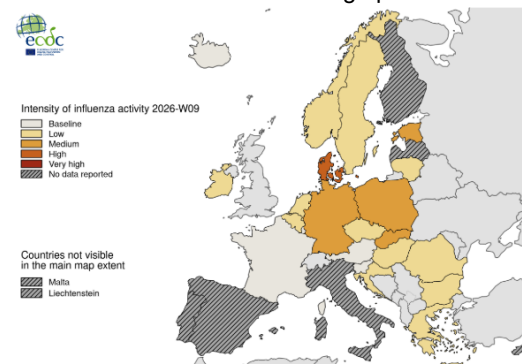 ecdc
Intensity of influenza activity 2026-W09
Baseline
Low
Medium
High
Very high
No data reported
Countries not visible
in the main map extent
Malta
Liechtenstein